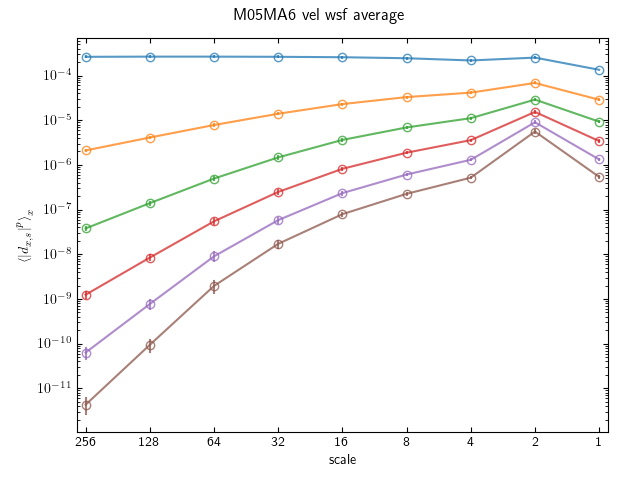 M05MA6 vel wsf average
10⁻⁴
10⁻⁵
10⁻⁶
10⁻⁷
10⁻⁸
10⁻⁹
10⁻¹⁰
10⁻¹¹
⟨|d_{x,s}|^p⟩_x
256 128 64 32 16 8 4 2 1
scale